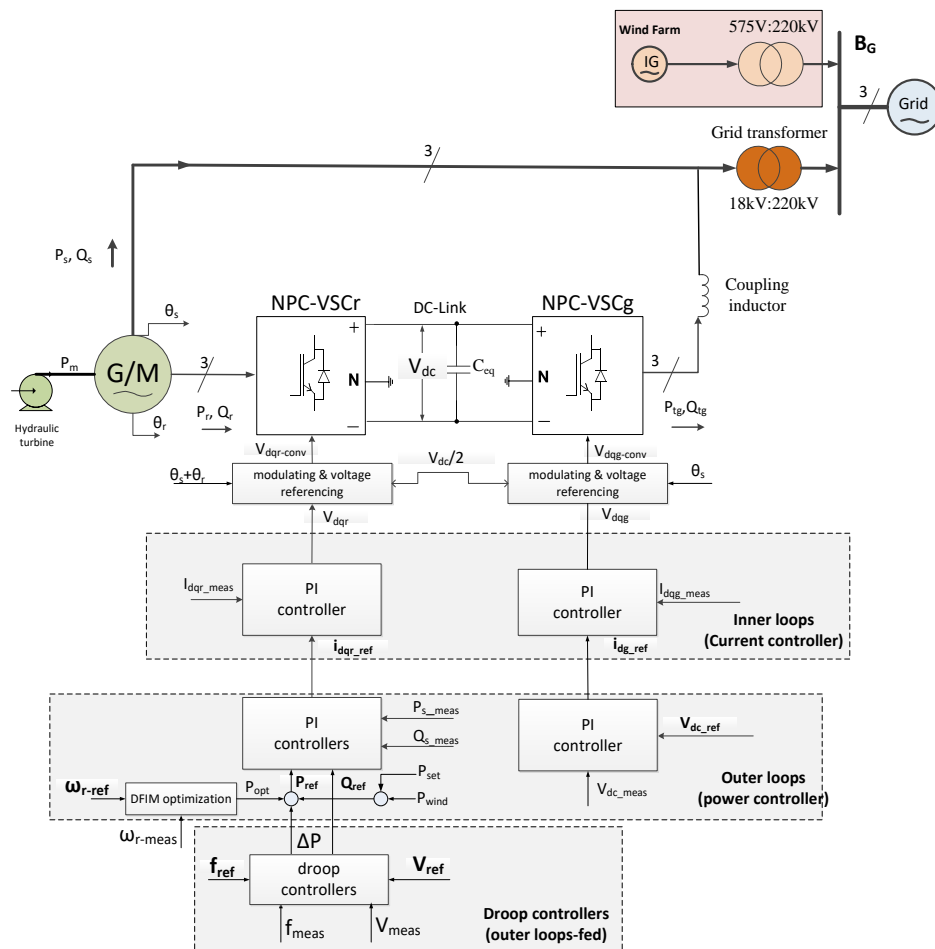 Wind Farm
575V:220kV
IG
B_G
3
Grid
Grid transformer
18kV:220kV
3
P_s, Q_s
Coupling
inductor
NPC-VSCr
DC-Link
NPC-VSCg
θ_s
P_m
G/M
3
+
+
V_dc
C_eq
N
N
3
Hydraulic
turbine
θ_r
P_r, Q_r
−
−
P_tg,Q_tg
V_dqr-conv
V_dc/2
V_dqg-conv
θ_s+θ_r
modulating & voltage
referencing
modulating & voltage
referencing
θ_s
V_dqr
V_dqg
I_dqr_meas
PI
controller
PI
controller
I_dqg_meas
Inner loops
(Current controller)
i_dqr_ref
i_dg_ref
PI
controllers
P_s_meas
Q_s_meas
PI
controller
V_dc_ref
ω_r-ref
DFIM optimization
P_opt
P_ref
Q_ref
P_set
P_wind
V_dc_meas
Outer loops
(power controller)
ω_r-meas
ΔP
f_ref
droop
controllers
V_ref
f_meas
V_meas
Droop controllers
(outer loops-fed)